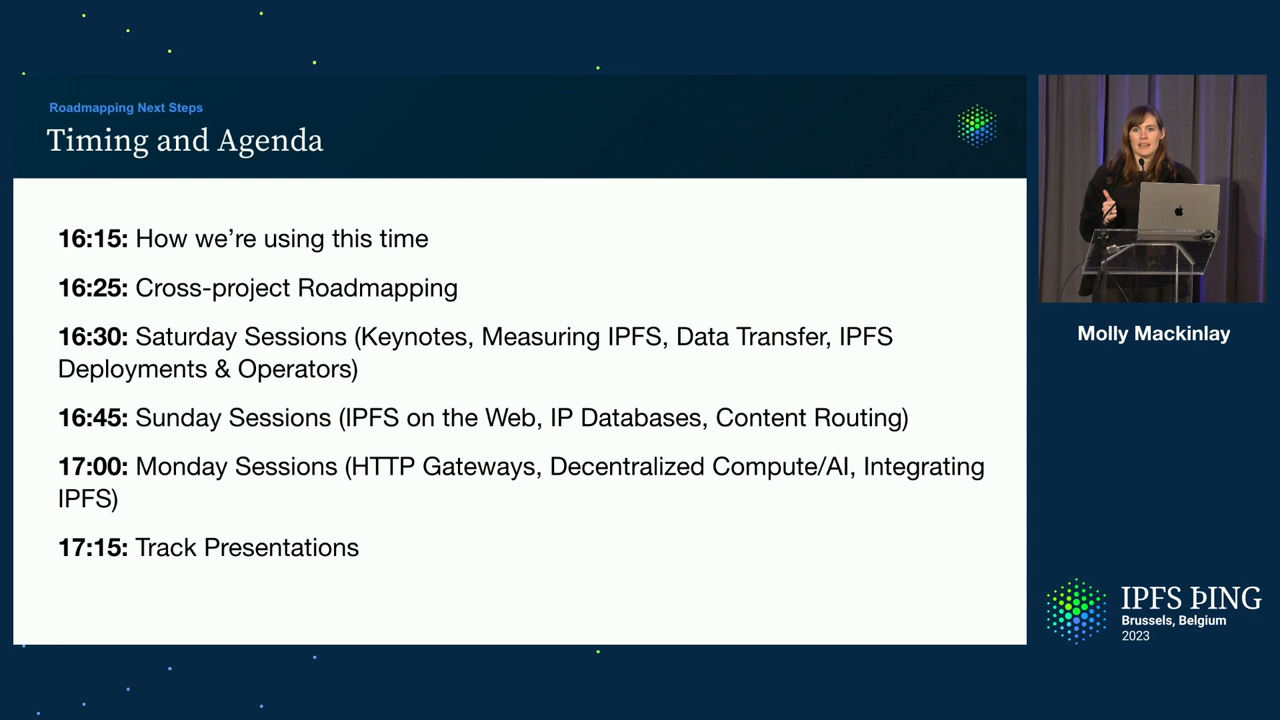 Roadmapping Next Steps
Timing and Agenda
16:15: How we’re using this time
16:25: Cross-project Roadmapping
16:30: Saturday Sessions (Keynotes, Measuring IPFS, Data Transfer, IPFS
Deployments & Operators)
16:45: Sunday Sessions (IPFS on the Web, IP Databases, Content Routing)
17:00: Monday Sessions (HTTP Gateways, Decentralized Compute/AI, Integrating
IPFS)
17:15: Track Presentations
Molly Mackinlay
IPFS ÞING
Brussels, Belgium
2023